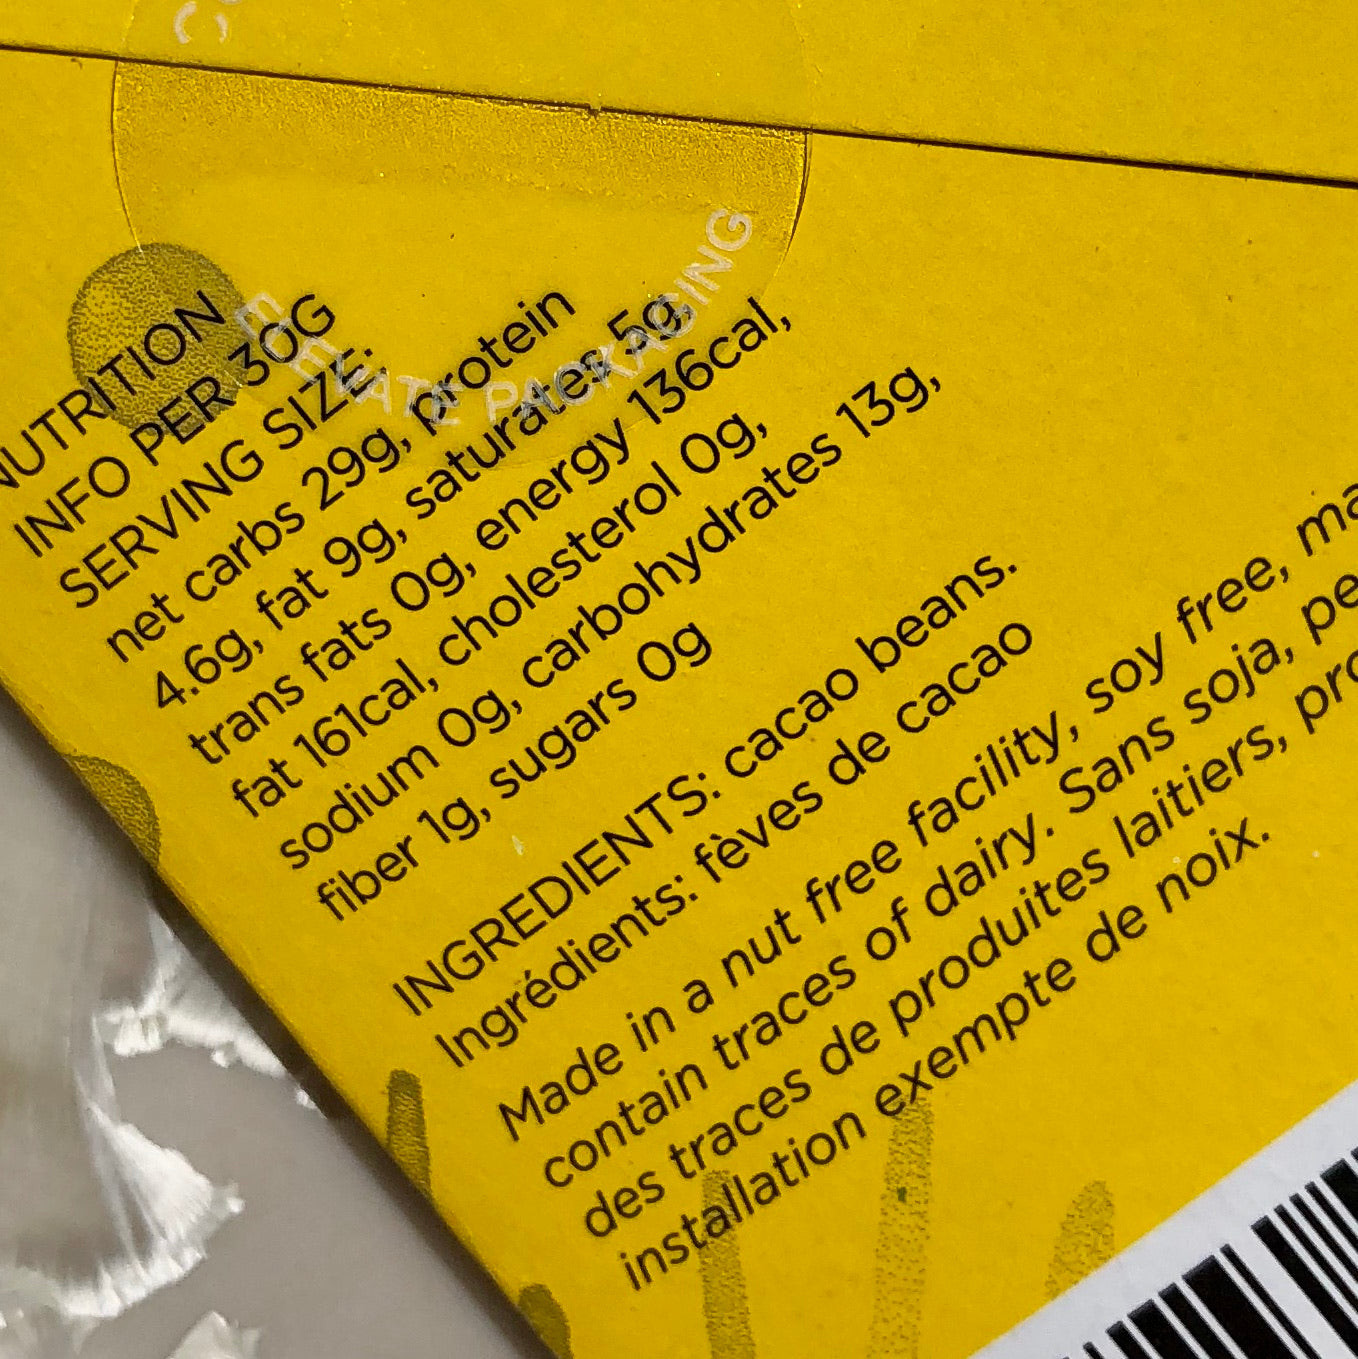 ELEVATE PACKAGING
NUTRITION
INFO PER 30G
SERVING SIZE:
net carbs 29g, protein
4.6g, fat 9g, saturates 5g,
trans fats 0g, energy 136cal,
fat 161cal, cholesterol 0g,
sodium 0g, carbohydrates 13g,
fiber 1g, sugars 0g
INGREDIENTS: cacao beans.
Ingrédients: fèves de cacao
Made in a nut free facility, soy free,
contain traces of dairy. Sans soja,
des traces de produites laitiers,
installation exempte de noix.